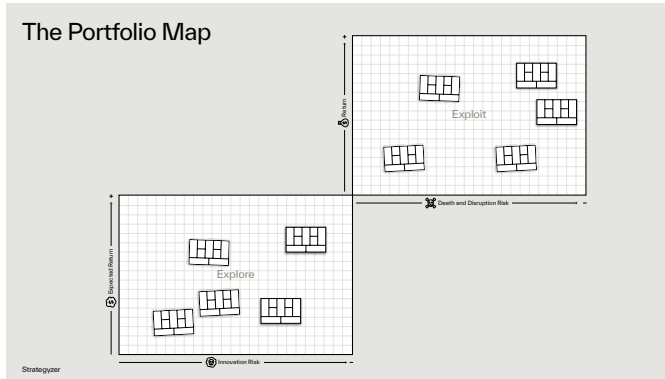 The Portfolio Map
+
Return
Exploit
Death and Disruption Risk
-
+
Expected Return
Explore
Innovation Risk
-
Strategyzer